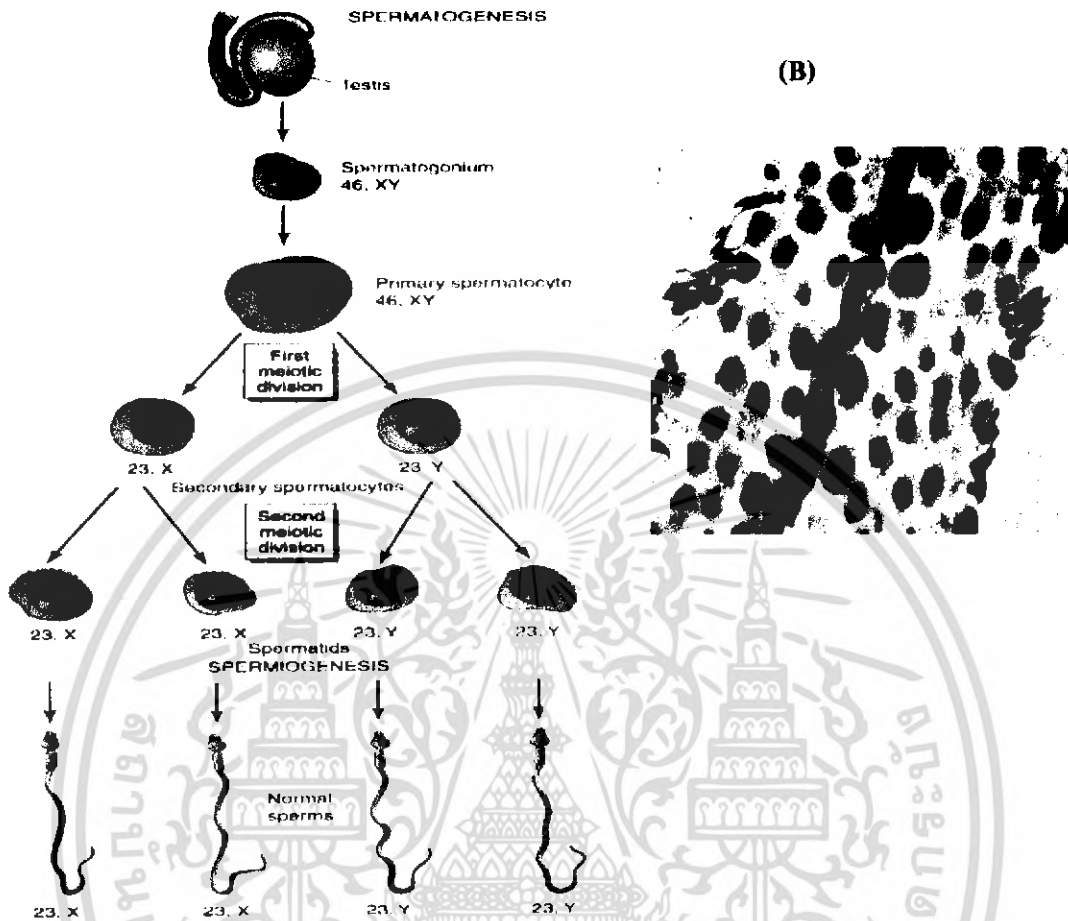 SPERMATOGENESIS
(B)
Testis
Spermatogonium
46, XY
Primary spermatocyte
46, XY
First
meiotic
division
23, X
23, Y
Secondary spermatocytes
Second
meiotic
division
23, X
23, X
23, Y
23, Y
Spermatids
SPERMIOGENESIS
Normal
sperms
23, X
23, X
23, Y
23, Y